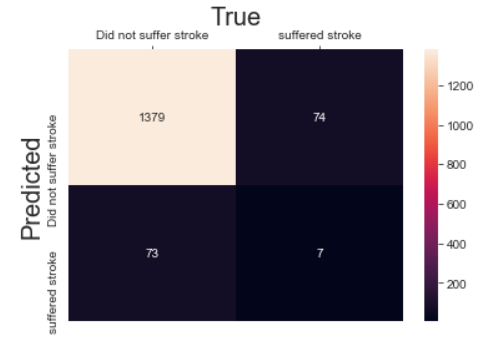 True
Did not suffer stroke suffered stroke
Predicted
Did not suffer stroke
suffered stroke
1379 74
73 7
1200
1000
800
600
400
200